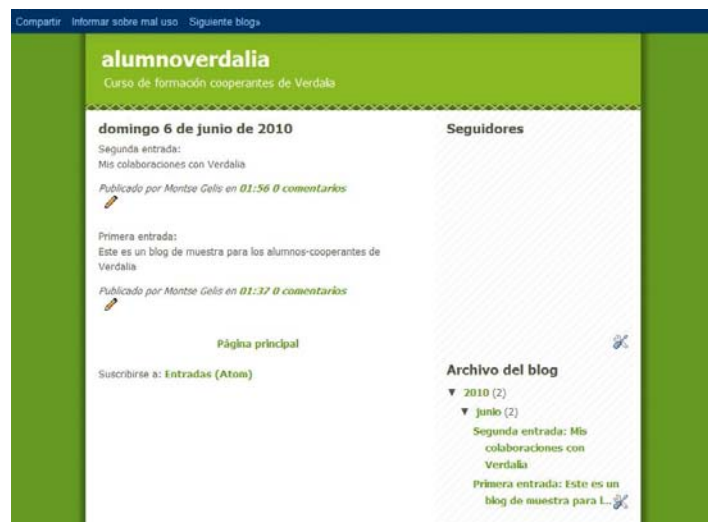 Compartir Informar sobre mal uso Siguiente blog»
alumnoverdalia
Curso de formación cooperantes de Verdala
domingo 6 de junio de 2010
Segunda entrada:
Mis colaboraciones con Verdalia
Publicado por Montse Gelis en 01:56 0 comentarios
Primera entrada:
Este es un blog de muestra para los alumnos-cooperantes de
Verdalia
Publicado por Montse Gelis en 01:37 0 comentarios
Página principal
Suscribirse a: Entradas (Atom)
Seguidores
Archivo del blog
▼ 2010 (2)
▼ junio (2)
Segunda entrada: Mis
colaboraciones con
Verdalia
Primera entrada: Este es un
blog de muestra para l...